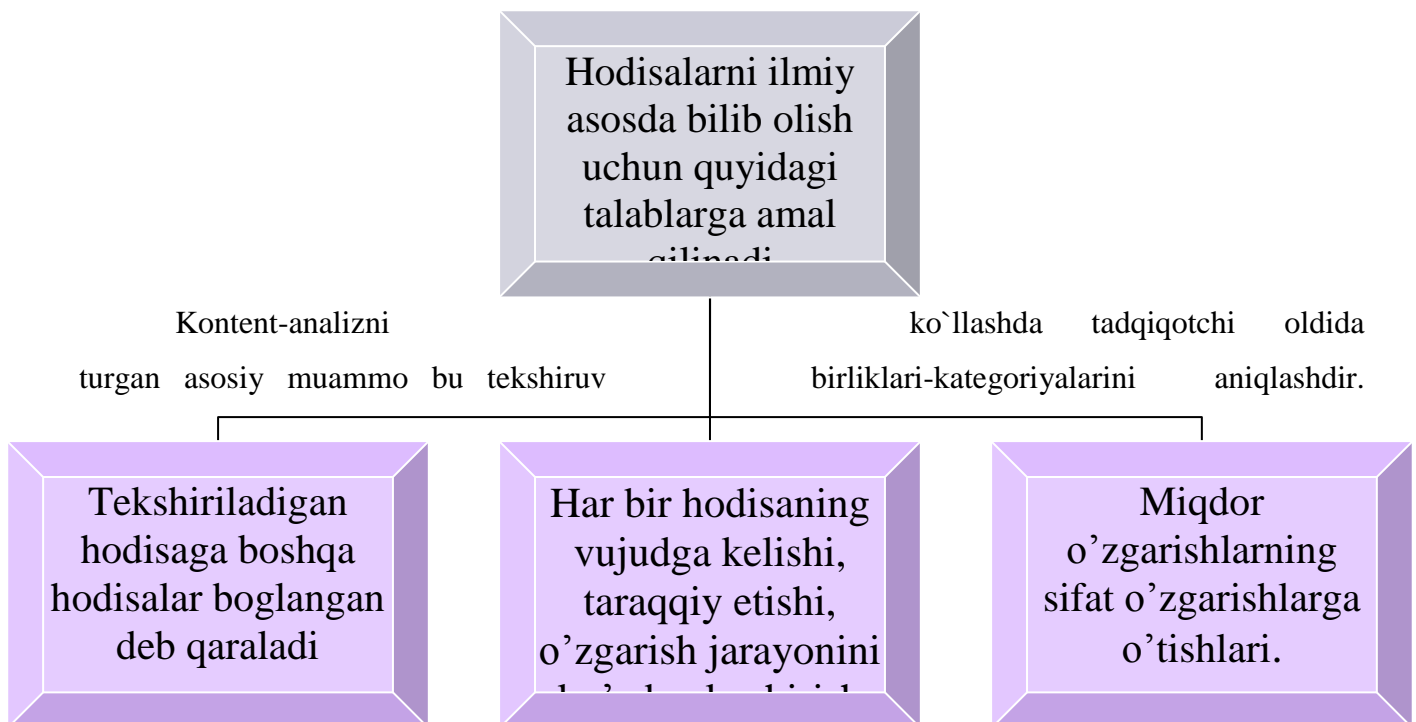 Hodisalarni ilmiy
asosda bilib olish
uchun quyidagi
talablarga amal
qilinadi
Kontent-analizni ko`llashda tadqiqotchi oldida
turgan asosiy muammo bu tekshiruv birliklari-kategoriyalarini aniqlashdir.
Tekshiriladigan
hodisaga boshqa
hodisalar boglangan
deb qaraladi
Har bir hodisaning
vujudga kelishi,
taraqqiy etishi,
o’zgarish jarayonini
Miqdor
o’zgarishlarning
sifat o’zgarishlarga
o’tishlari.